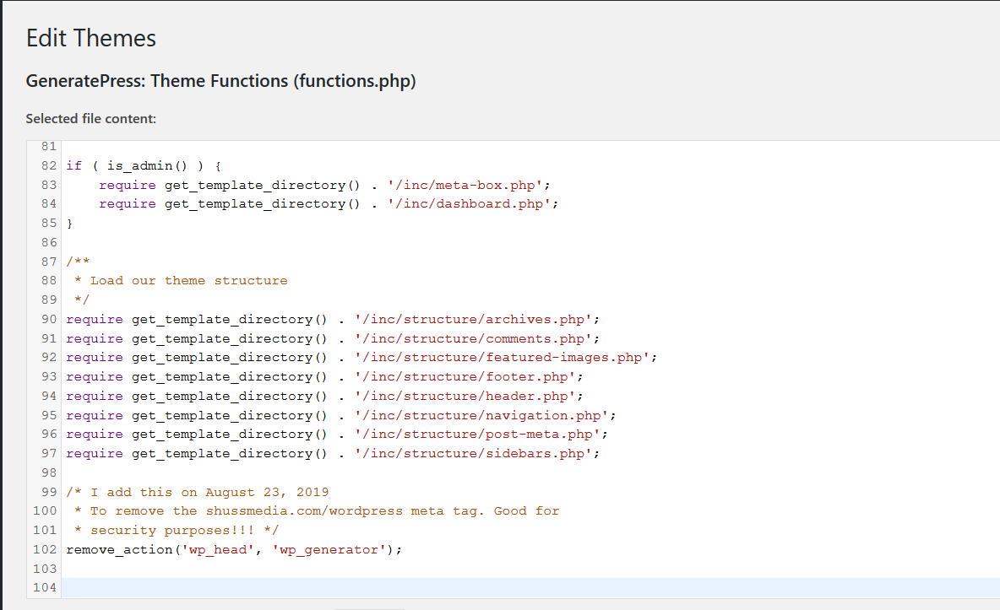 Edit Themes
GeneratePress: Theme Functions (functions.php)
Selected file content:
81
82 if ( is_admin() ) {
83     require get_template_directory() . '/inc/meta-box.php';
84     require get_template_directory() . '/inc/dashboard.php';
85 }
86
87 /**
88  * Load our theme structure
89  */
90 require get_template_directory() . '/inc/structure/archives.php';
91 require get_template_directory() . '/inc/structure/comments.php';
92 require get_template_directory() . '/inc/structure/featured-images.php';
93 require get_template_directory() . '/inc/structure/footer.php';
94 require get_template_directory() . '/inc/structure/header.php';
95 require get_template_directory() . '/inc/structure/navigation.php';
96 require get_template_directory() . '/inc/structure/post-meta.php';
97 require get_template_directory() . '/inc/structure/sidebars.php';
98
99 /* I add this on August 23, 2019
100  * To remove the shussmedia.com/wordpress meta tag. Good for
101  * security purposes!!! */
102 remove_action('wp_head', 'wp_generator');
103
104